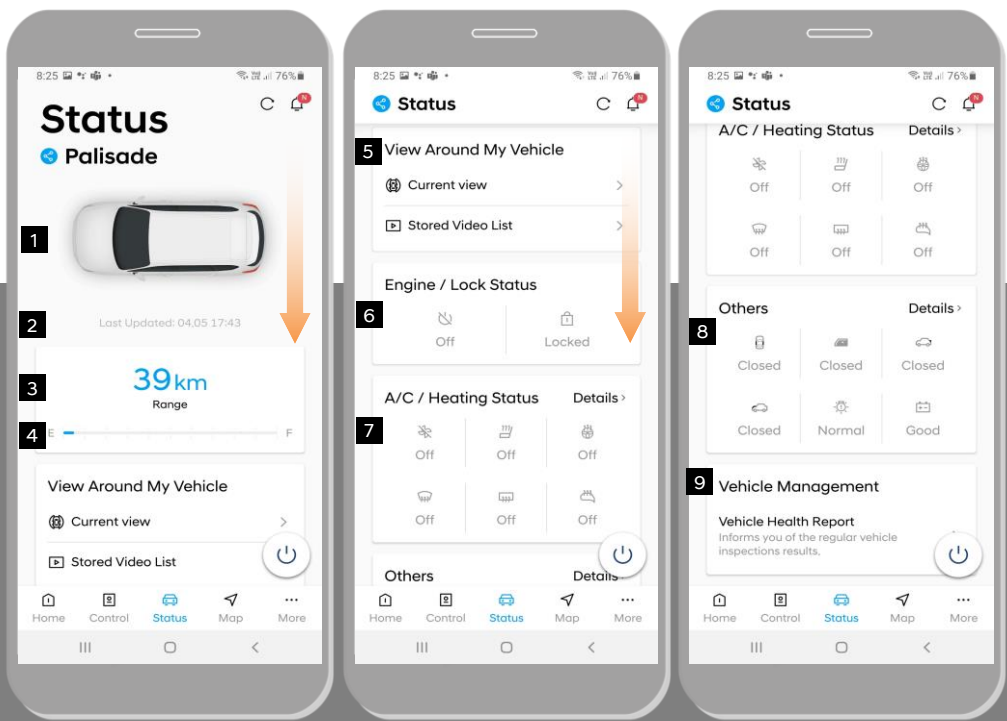 8:25 76%
Status
N
Palisade
1
2 Last Updated: 04.05 17:43
3 39 km
Range
4 E F
View Around My Vehicle
Current view
Stored Video List
Home Control Status Map More
8:25 76%
Status
N
5 View Around My Vehicle
Current view
Stored Video List
Engine / Lock Status
6
Off Locked
A/C / Heating Status Details
7
Off Off Off
Off Off Off
Others Details
Home Control Status Map More
8:25 76%
Status
N
A/C / Heating Status Details
Off Off Off
Off Off Off
Others Details
8
Closed Closed Closed
Closed Normal Good
9 Vehicle Management
Vehicle Health Report
Informs you of the regular vehicle
inspections results.
Home Control Status Map More